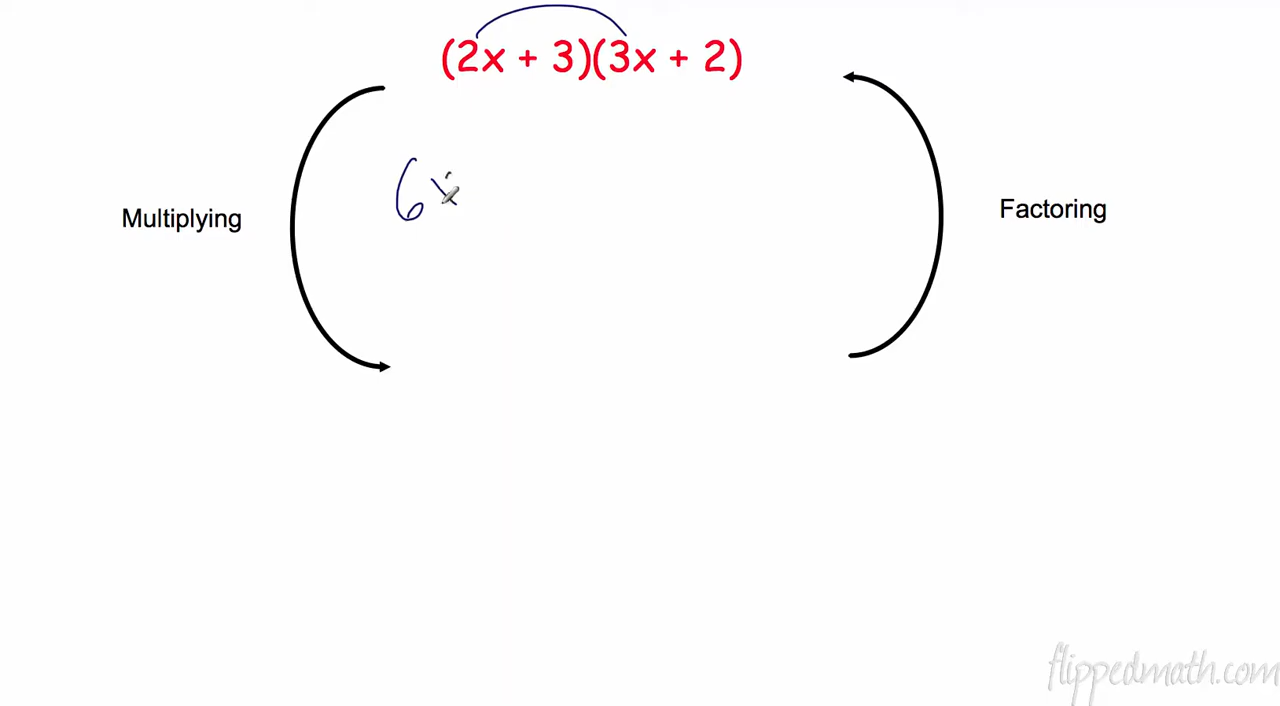 (2x + 3)(3x + 2)
6x
Multiplying
Factoring
flippedmath.com